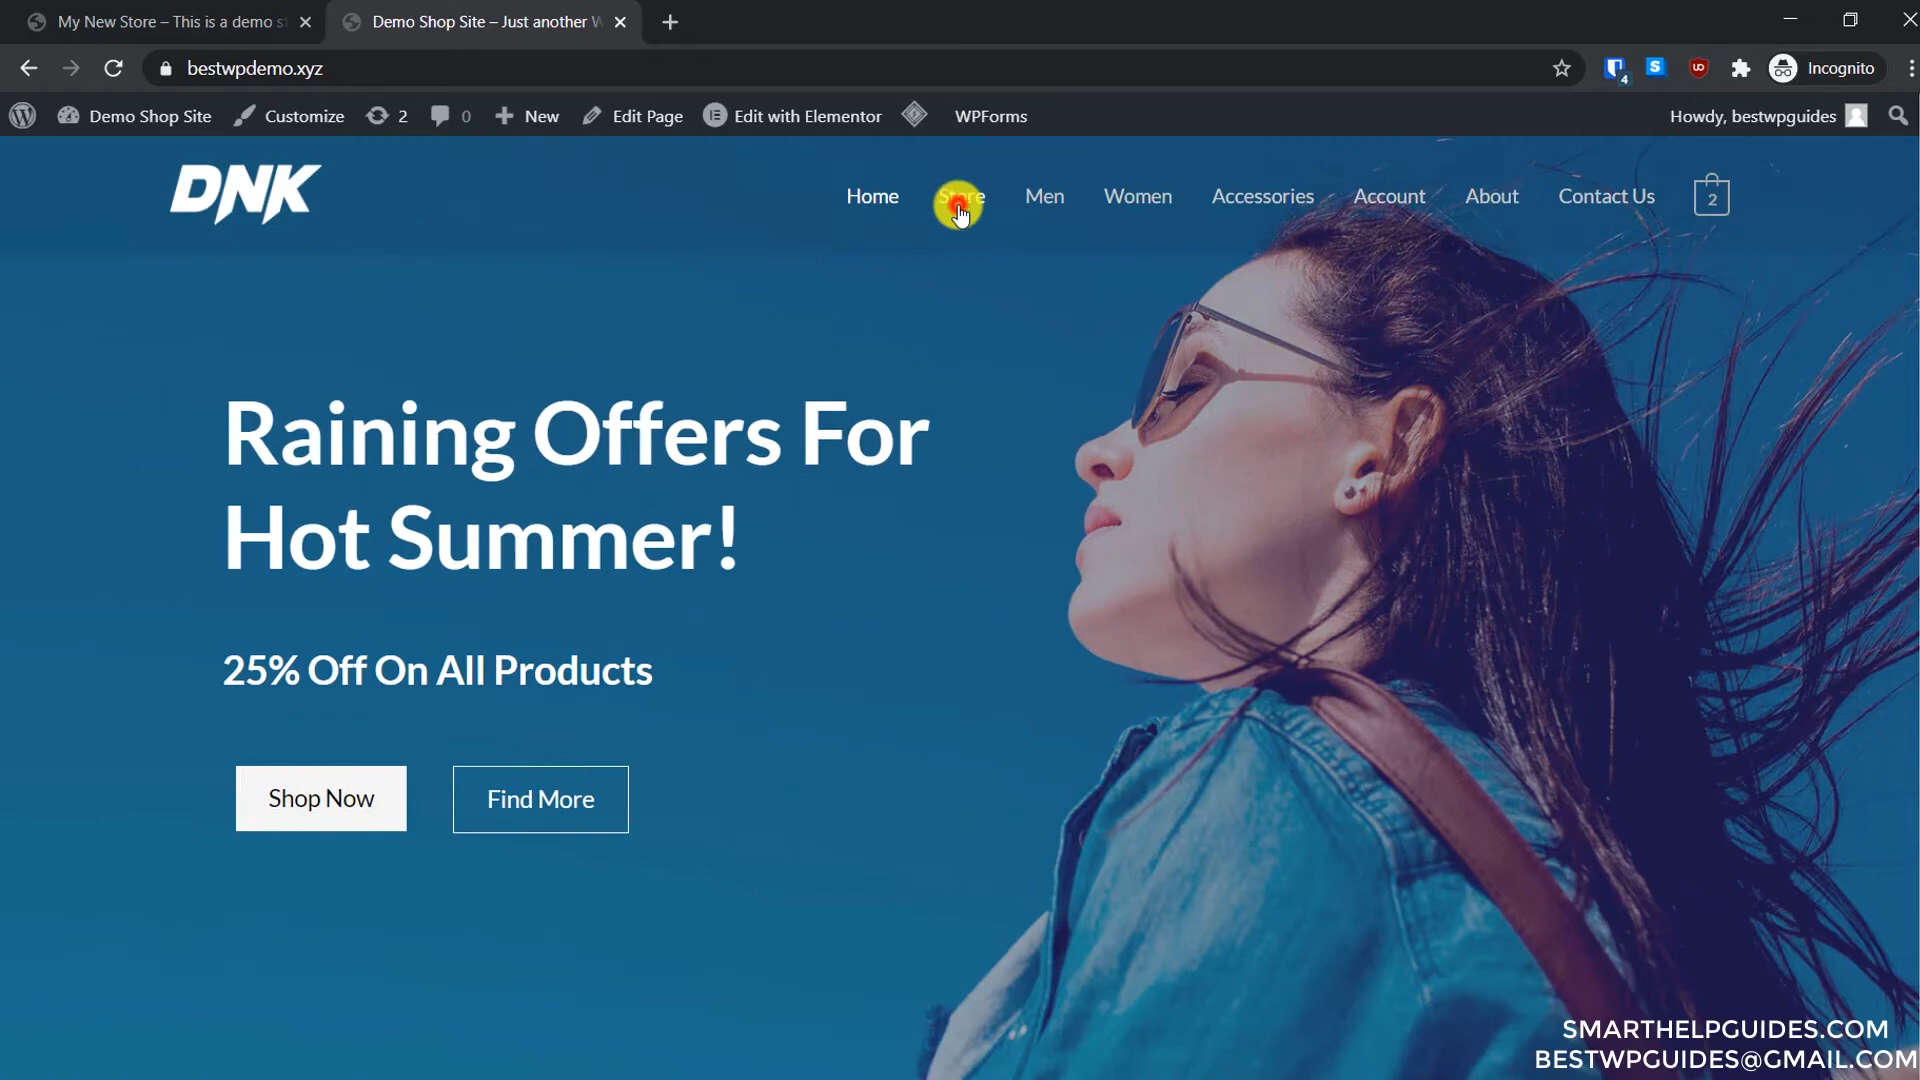 My New Store – This is a demo s
Demo Shop Site – Just another W
bestwpdemo.xyz
4
S
Incognito
Demo Shop Site
Customize
2
0
New
Edit Page
Edit with Elementor
WPForms
Howdy, bestwpguides
DNK
Home
Store
Men
Women
Accessories
Account
About
Contact Us
2
Raining Offers For
Hot Summer!
25% Off On All Products
Shop Now
Find More
SMARTHELPGUIDES.COM
BESTWPGUIDES@GMAIL.COM